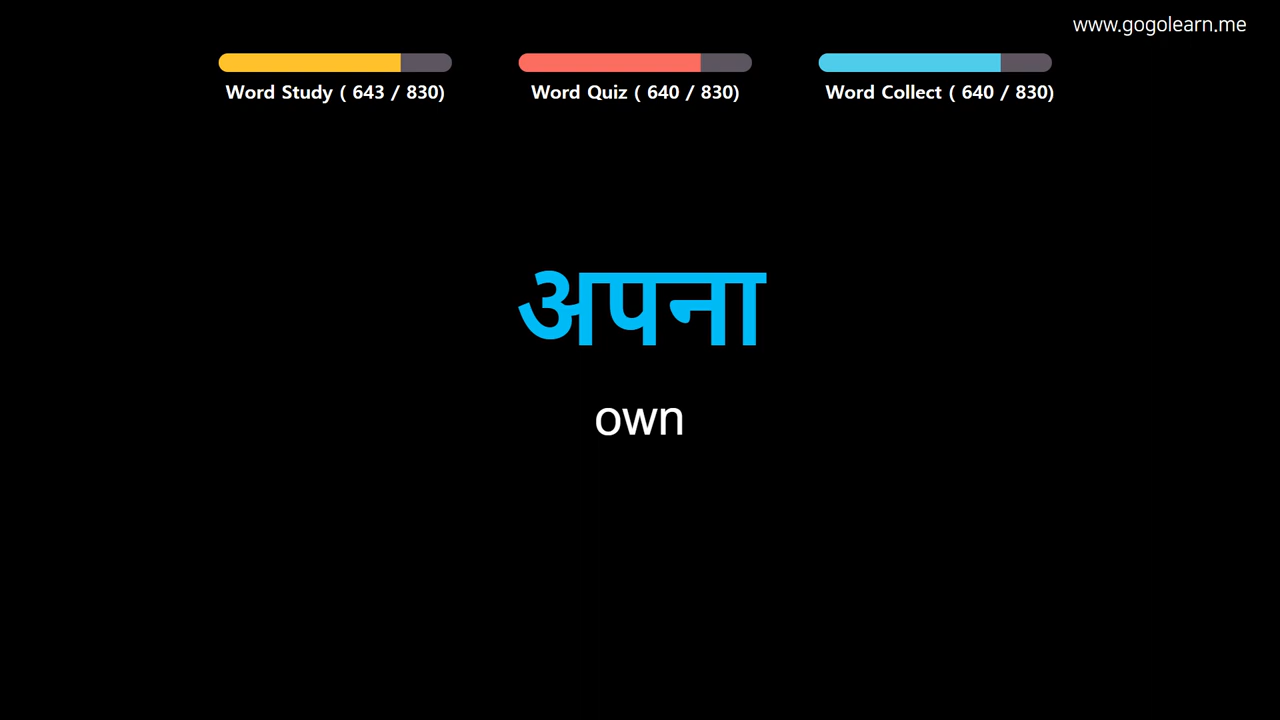 www.gogolearn.me
Word Study ( 643 / 830)
Word Quiz ( 640 / 830)
Word Collect ( 640 / 830)
अपना
own